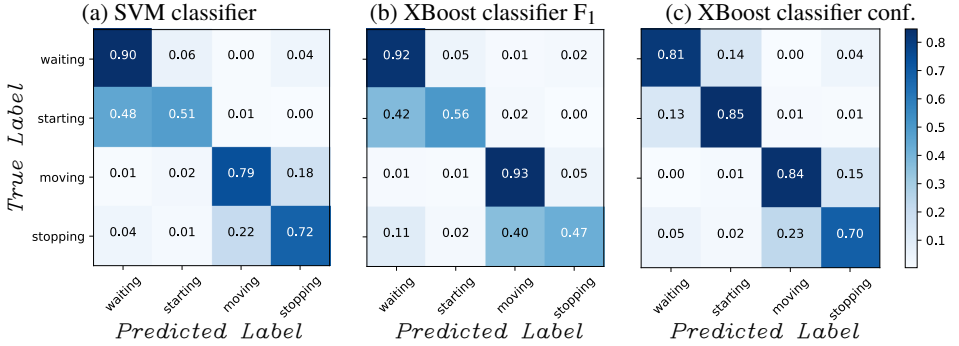 (a) SVM classifier (b) XBoost classifier F1 (c) XBoost classifier conf.
waiting 0.90 0.06 0.00 0.04 0.92 0.05 0.01 0.02 0.81 0.14 0.00 0.04 0.8
0.7
starting 0.48 0.51 0.01 0.00 0.42 0.56 0.02 0.00 0.13 0.85 0.01 0.01 0.6
0.5
0.4
moving 0.01 0.02 0.79 0.18 0.01 0.01 0.93 0.05 0.00 0.01 0.84 0.15 0.3
0.2
stopping 0.04 0.01 0.22 0.72 0.11 0.02 0.40 0.47 0.05 0.02 0.23 0.70 0.1
True Label
waiting starting moving stopping waiting starting moving stopping waiting starting moving stopping
Predicted Label Predicted Label Predicted Label